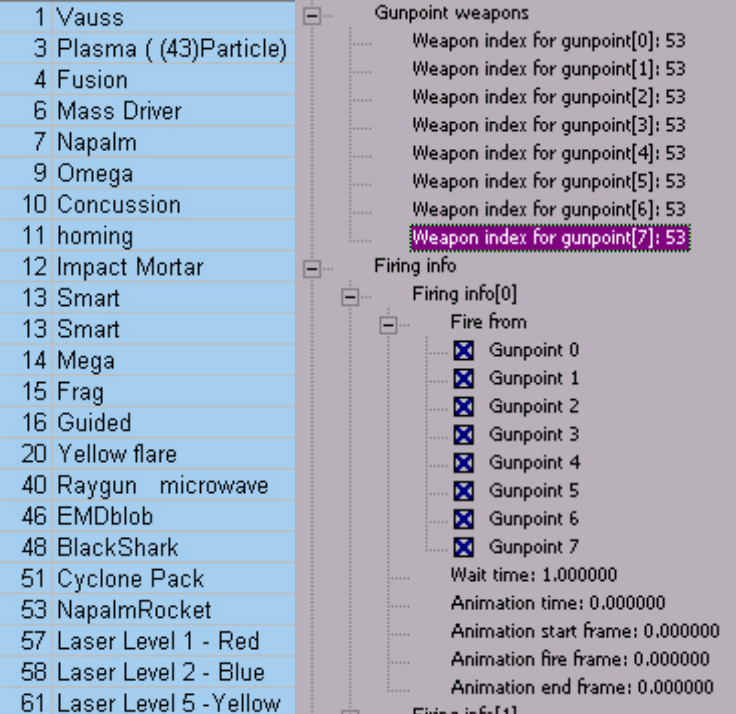 1 Vauss
3 Plasma ( (43)Particle)
4 Fusion
6 Mass Driver
7 Napalm
9 Omega
10 Concussion
11 homing
12 Impact Mortar
13 Smart
13 Smart
14 Mega
15 Frag
16 Guided
20 Yellow flare
40 Raygun microwave
46 EMDblob
48 BlackShark
51 Cyclone Pack
53 NapalmRocket
57 Laser Level 1 - Red
58 Laser Level 2 - Blue
61 Laser Level 5 -Yellow
Gunpoint weapons
Weapon index for gunpoint[0]: 53
Weapon index for gunpoint[1]: 53
Weapon index for gunpoint[2]: 53
Weapon index for gunpoint[3]: 53
Weapon index for gunpoint[4]: 53
Weapon index for gunpoint[5]: 53
Weapon index for gunpoint[6]: 53
Weapon index for gunpoint[7]: 53
Firing info
Firing info[0]
Fire from
Gunpoint 0
Gunpoint 1
Gunpoint 2
Gunpoint 3
Gunpoint 4
Gunpoint 5
Gunpoint 6
Gunpoint 7
Wait time: 1.000000
Animation time: 0.000000
Animation start frame: 0.000000
Animation fire frame: 0.000000
Animation end frame: 0.000000
Firing info[1]